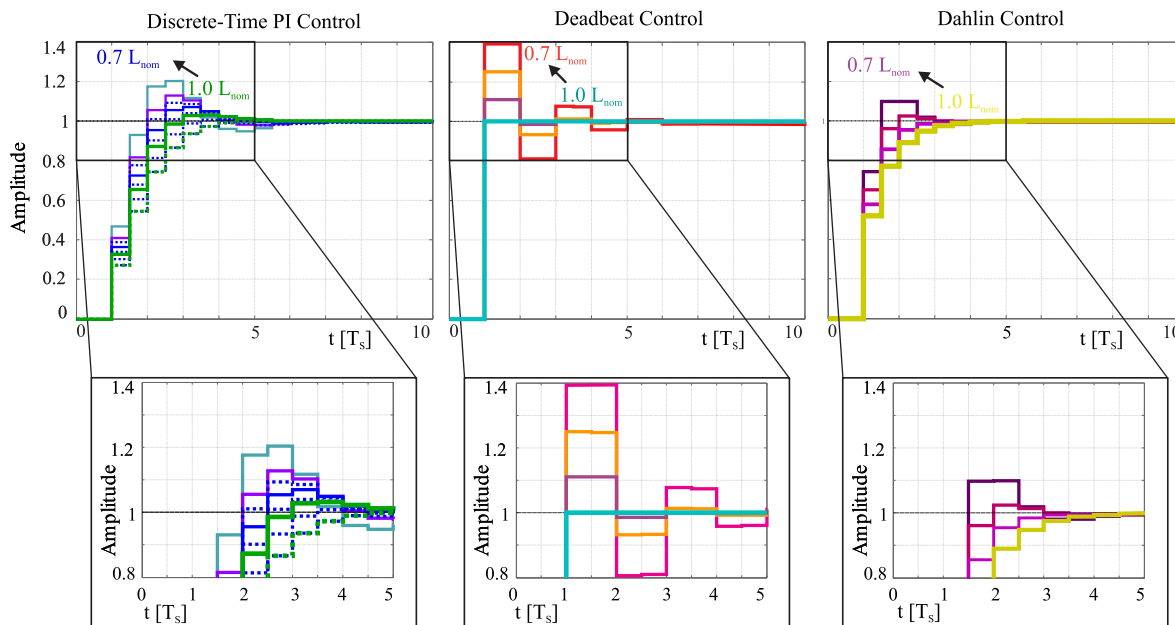 Discrete-Time PI Control
Deadbeat Control
Dahlin Control
Amplitude
1.4
1.2
1
0.8
0.6
0.4
0.2
0
0.7 Lnom
1.0 Lnom
0 5 10
t [TS]
0.7 Lnom
1.0 Lnom
0 5 10
t [TS]
0.7 Lnom
1.0 Lnom
1
0 5 10
t [TS]
Amplitude
1.4
1.2
1
0.8
0 1 2 3 4 5
t [TS]
Amplitude
1.4
1.2
1
0.8
0 1 2 3 4 5
t [TS]
Amplitude
1.4
1.2
1
0.8
0 1 2 3 4 5
t [TS]